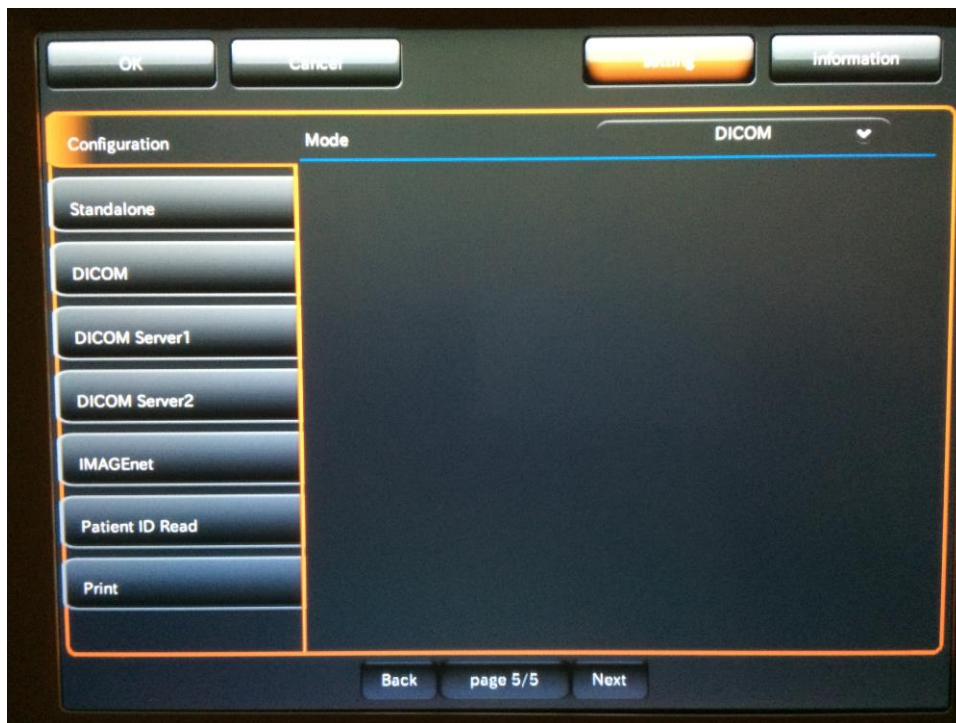 OK Cancel Setting Information
Configuration Mode DICOM
Standalone
DICOM
DICOM Server1
DICOM Server2
IMAGEnet
Patient ID Read
Print
Back page 5/5 Next